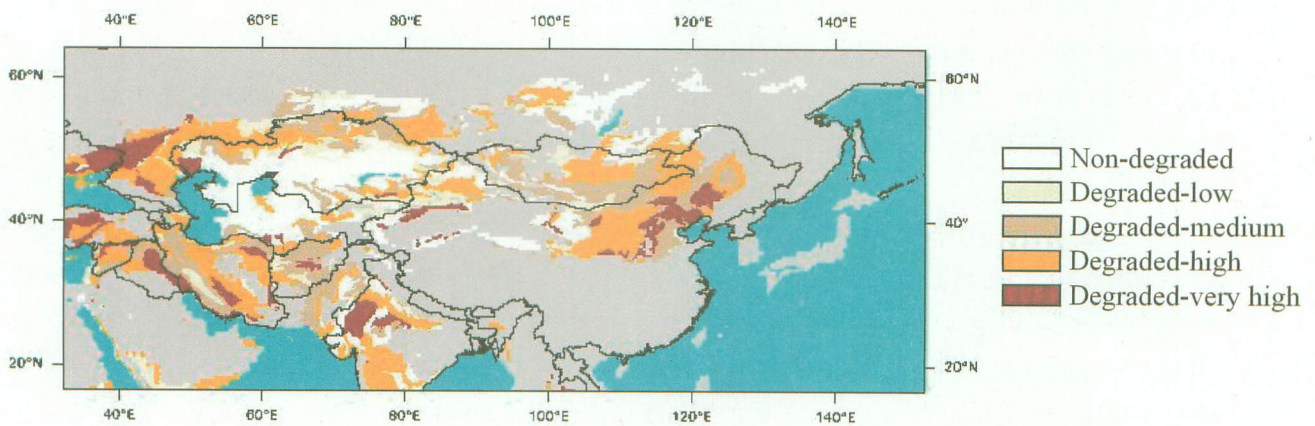 40°E 60°E 80°E 100°E 120°E 140°E
60°N 60°N
40°N 40°N
20°N 20°N
40°E 60°E 80°E 100°E 120°E 140°E
Non-degraded
Degraded-low
Degraded-medium
Degraded-high
Degraded-very high